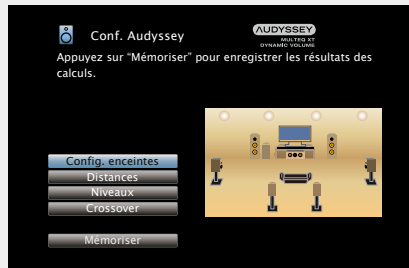 Conf. Audyssey
AUDYSSEY
MULTEQ XT
DYNAMIC VOLUME
Appuyez sur “Mémoriser” pour enregistrer les résultats des
calculs.
Config. enceintes
Distances
Niveaux
Crossover
Mémoriser